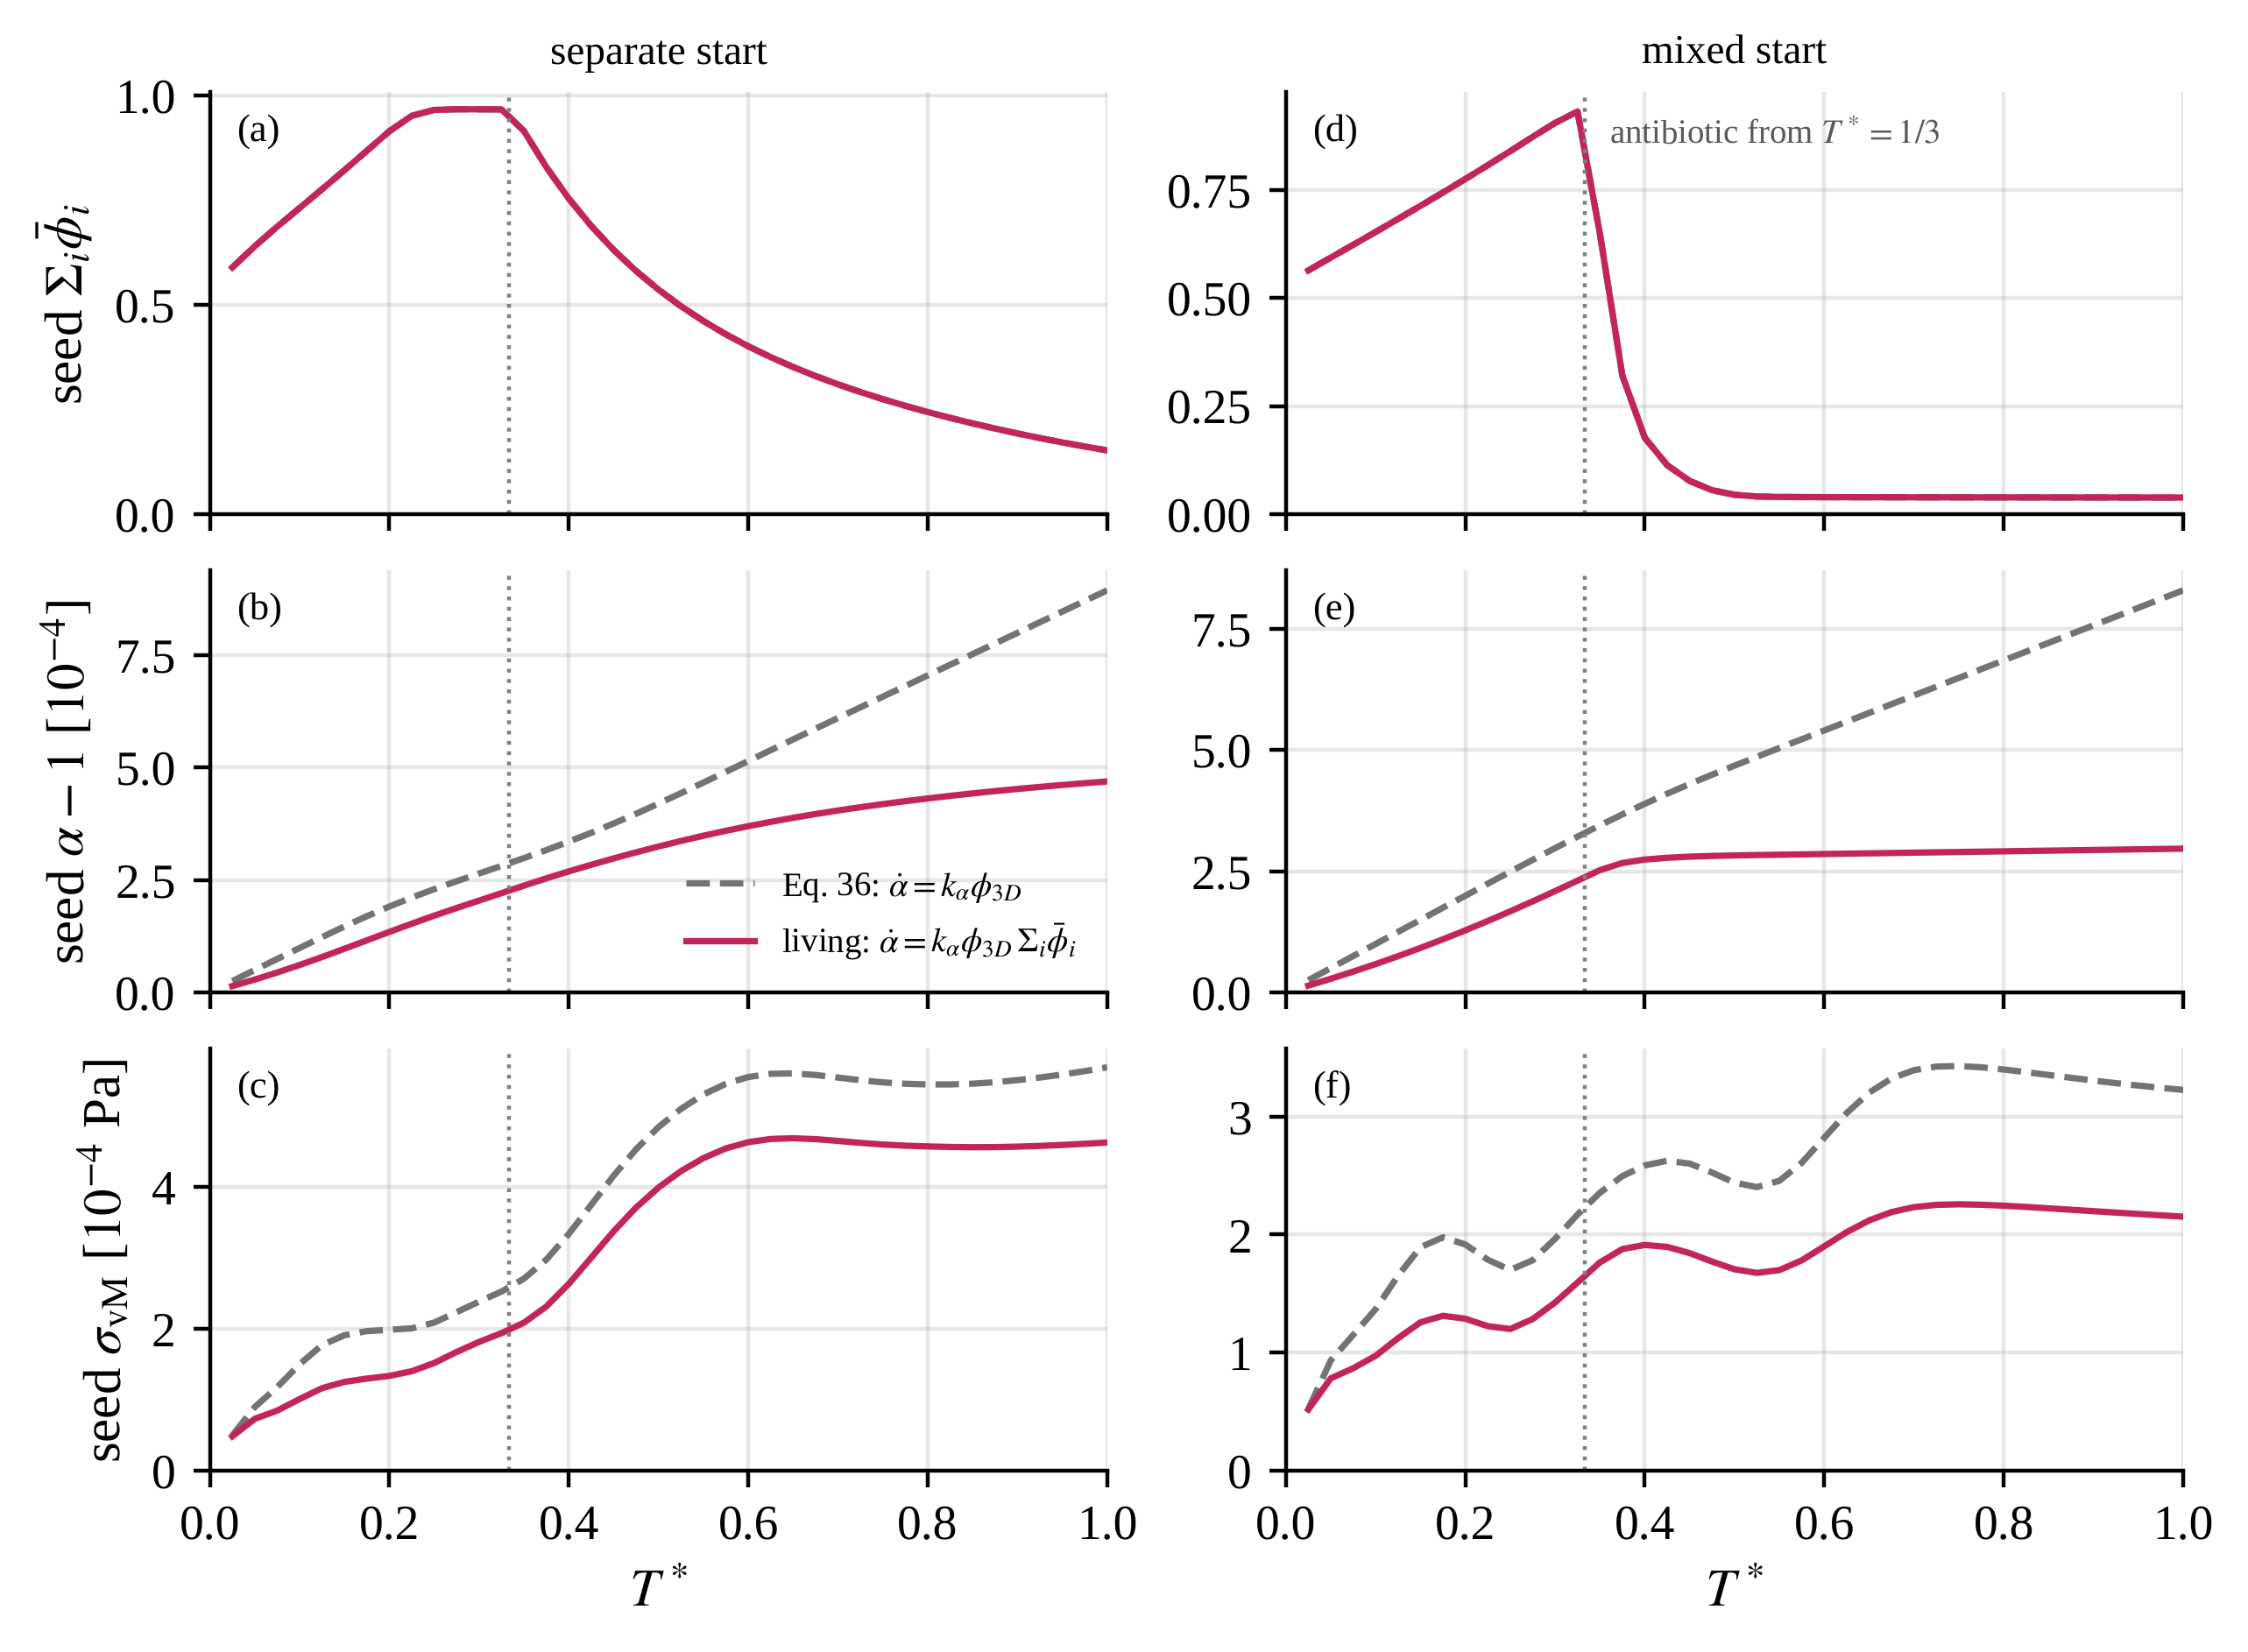 separate start
mixed start
(a)
1.0
0.5
0.0
seed Σᵢϕ̄ᵢ
(d)
antibiotic from T* = 1/3
0.75
0.50
0.25
0.00
(b)
7.5
5.0
2.5
0.0
seed α − 1 [10⁻⁴]
Eq. 36: α̇ = k_α ϕ_3D
living: α̇ = k_α ϕ_3D Σᵢϕ̄ᵢ
(e)
7.5
5.0
2.5
0.0
(c)
4
2
0
seed σ_vM [10⁻⁴ Pa]
0.0 0.2 0.4 0.6 0.8 1.0
T*
(f)
3
2
1
0
0.0 0.2 0.4 0.6 0.8 1.0
T*